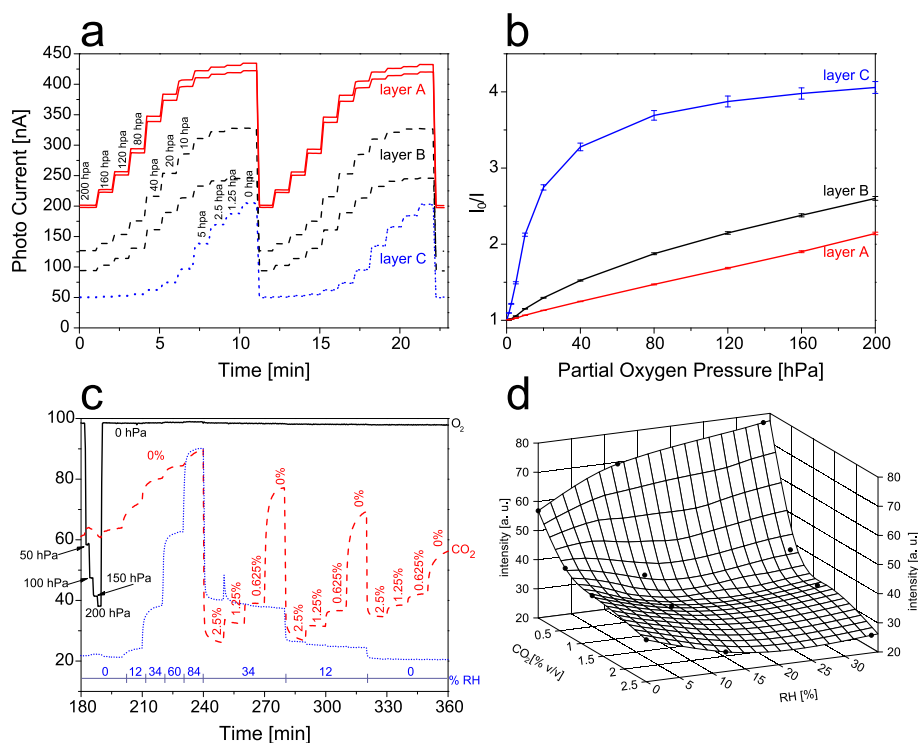 a
450
400
350
300
250
200
150
100
50
0
Photo Current [nA]
0 5 10 15 20
Time [min]
200 hpa
160 hpa
120 hpa
80 hpa
40 hpa
20 hpa
10 hpa
5 hpa
2.5 hpa
1.25 hpa
0 hpa
layer A
layer B
layer C
b
4
3
2
1
I0/I
0 40 80 120 160 200
Partial Oxygen Pressure [hPa]
layer C
layer B
layer A
c
100
80
60
40
20
180 210 240 270 300 330 360
Time [min]
0 hPa
O2
50 hPa
100 hPa
150 hPa
200 hPa
0%
2.5%
1.25%
0.625%
0%
2.5%
1.25%
0.625%
0%
2.5%
1.25%
0.625%
0%
CO2
0 12 34 60 84 34 12 0
% RH
d
80
70
60
50
40
30
20
intensity [a. u.]
0.5
1
1.5
2
2.5
CO2[% v/v]
0 5 10 15 20 25 30
RH [%]
80
70
60
50
40
30
20
intensity [a. u.]